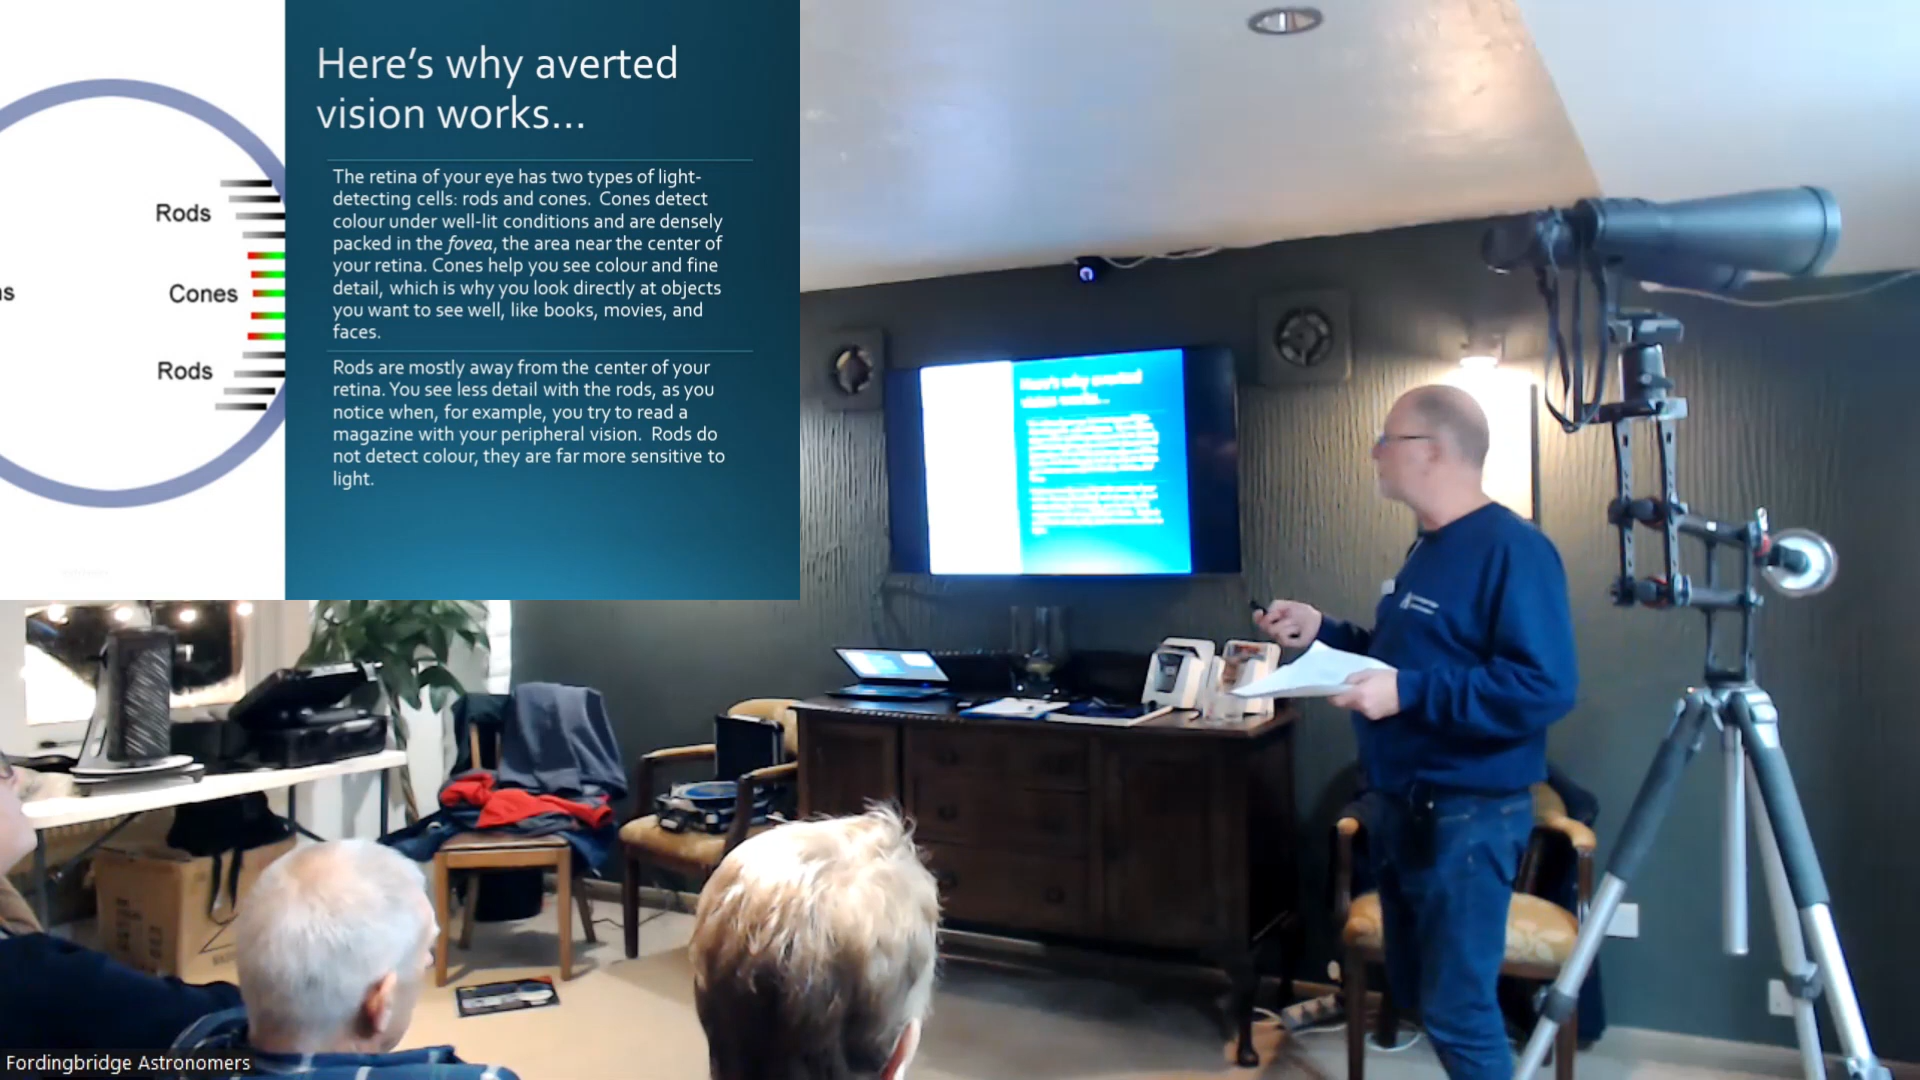 Here's why averted
vision works...
The retina of your eye has two types of light-
detecting cells: rods and cones. Cones detect
colour under well-lit conditions and are densely
packed in the fovea, the area near the center of
your retina. Cones help you see colour and fine
detail, which is why you look directly at objects
you want to see well, like books, movies, and
faces.
Rods are mostly away from the center of your
retina. You see less detail with the rods, as you
notice when, for example, you try to read a
magazine with your peripheral vision. Rods do
not detect colour, they are far more sensitive to
light.
Rods
Cones
Rods
Here's why averted
vision works...
Fordingbridge Astronomers